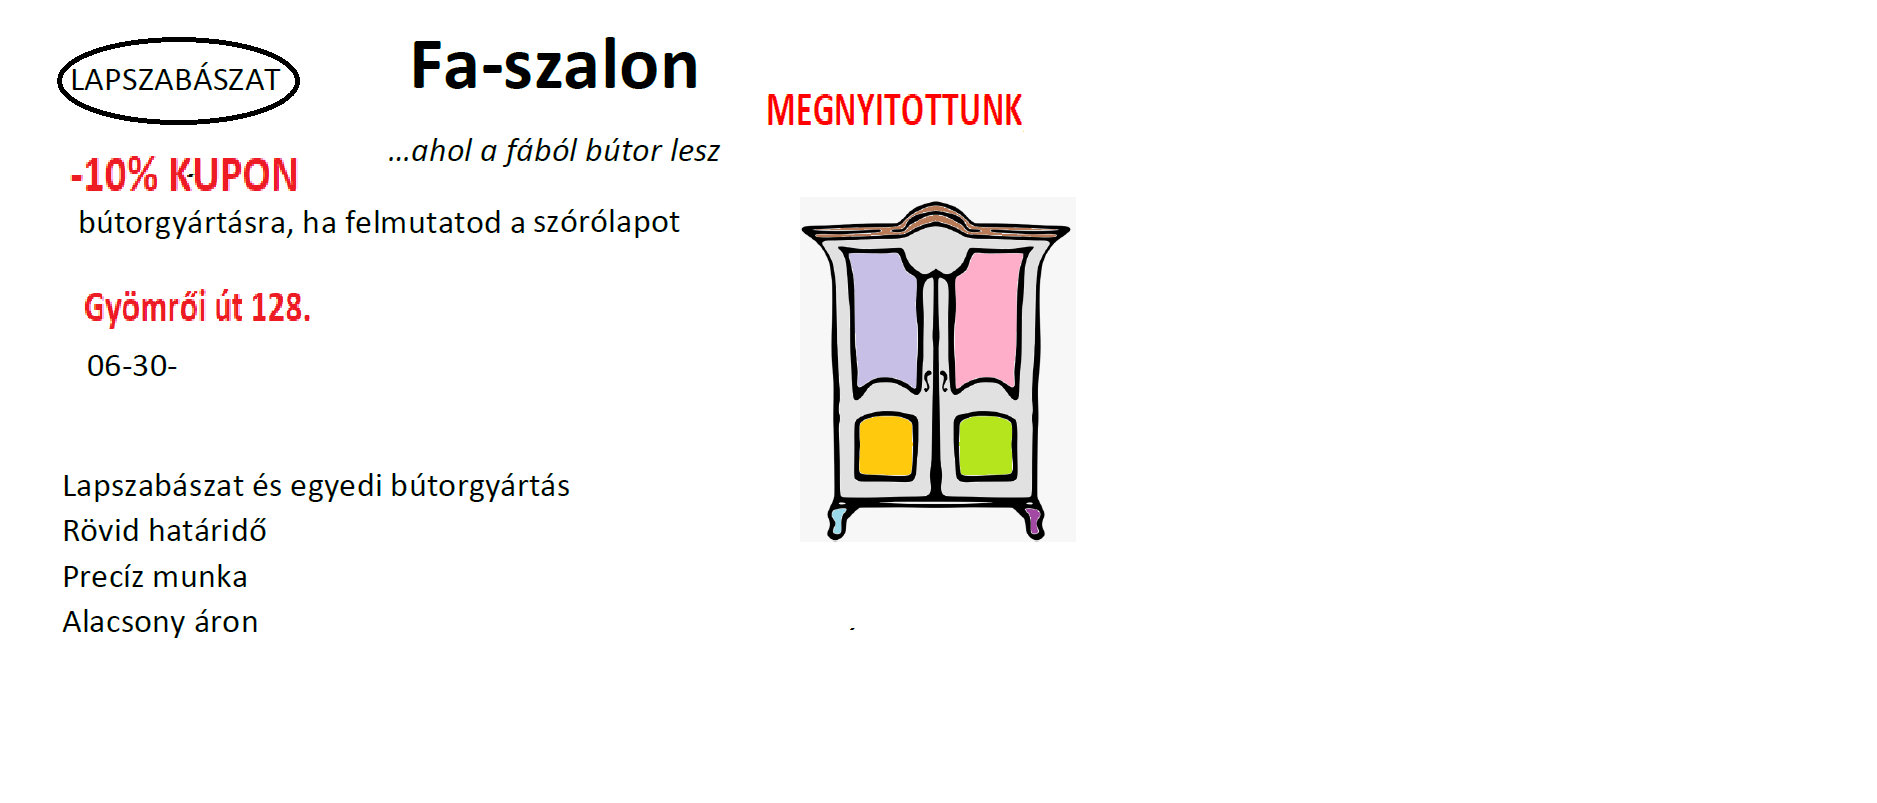 LAPSZABÁSZAT
Fa-szalon
MEGNYITOTTUNK
...ahol a fából bútor lesz
-10% KUPON
bútorgyártásra, ha felmutatod a szórólapot
Gyömrői út 128.
06-30-
Lapszabászat és egyedi bútorgyártás
Rövid határidő
Precíz munka
Alacsony áron